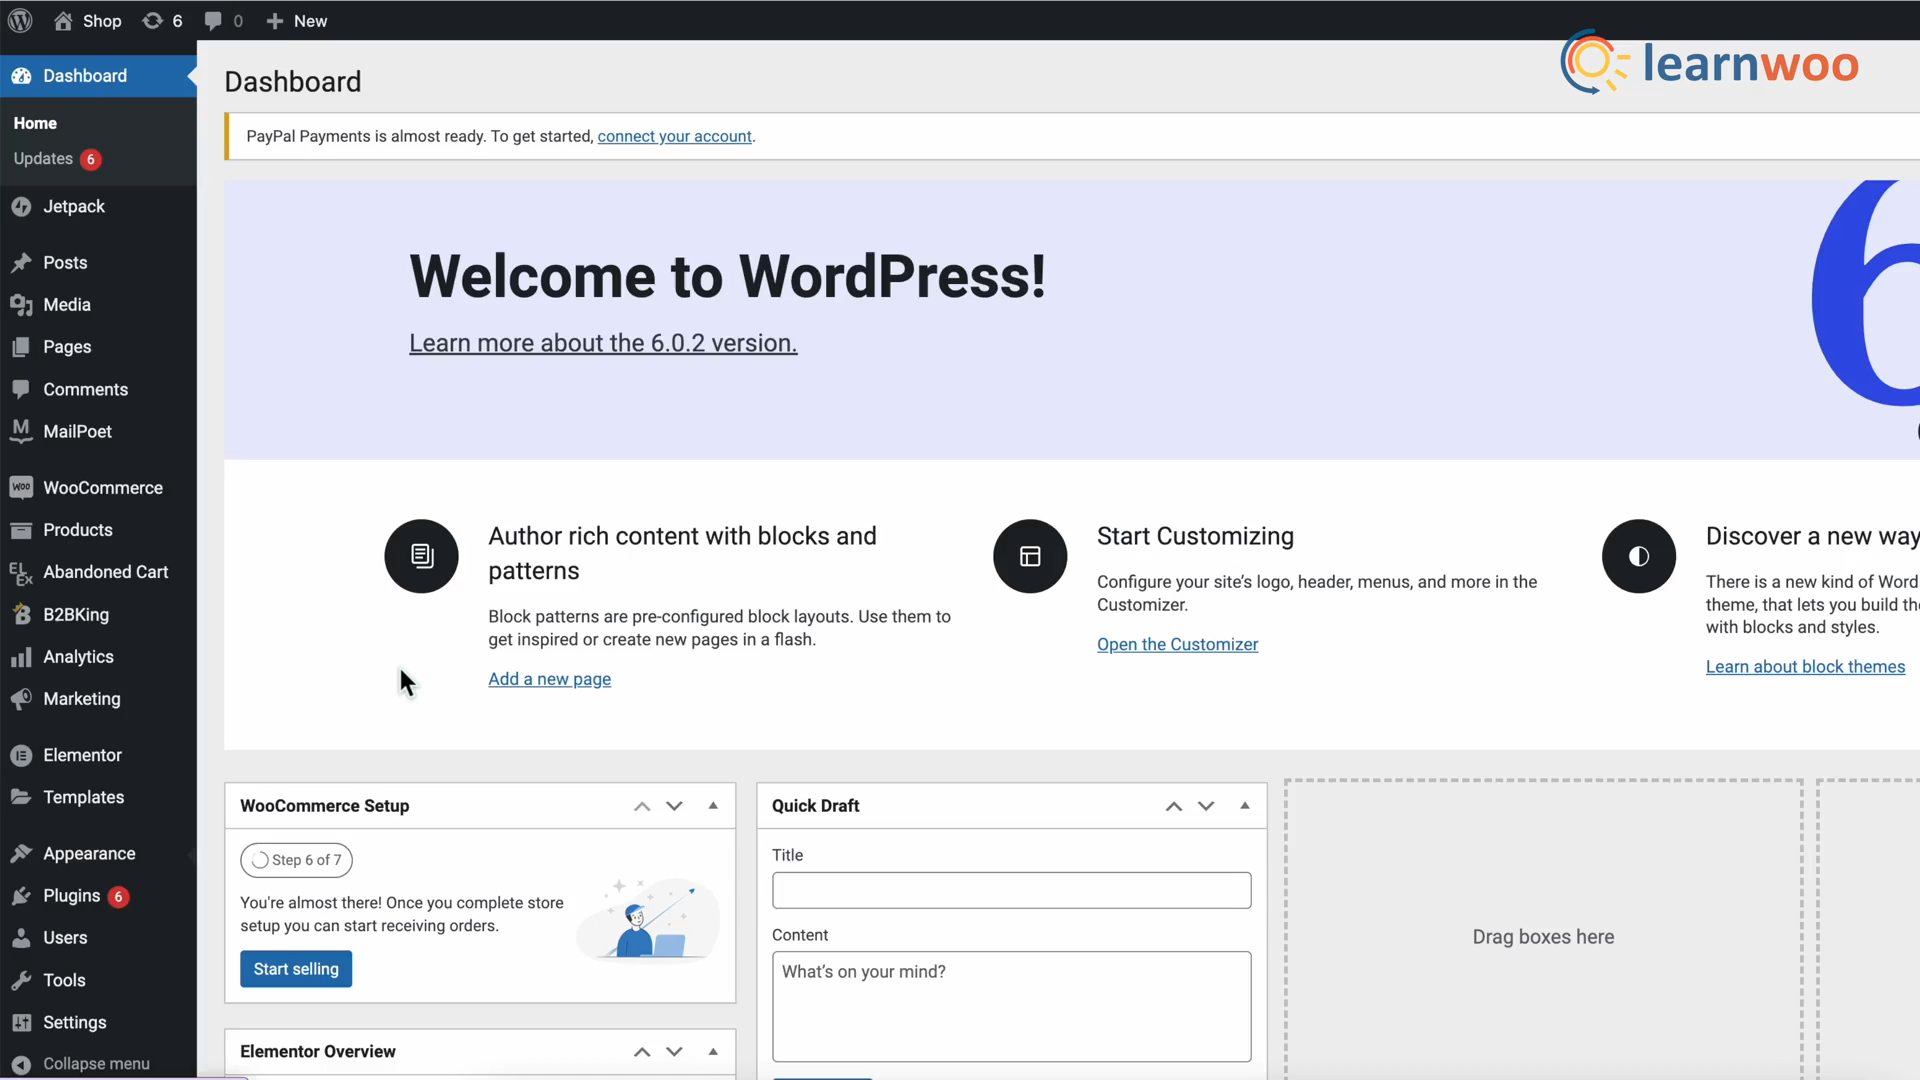 Shop 6 0 New
learnwoo
Dashboard
Home
Updates 6
Jetpack
Posts
Media
Pages
Comments
MailPoet
WooCommerce
Products
Abandoned Cart
B2BKing
Analytics
Marketing
Elementor
Templates
Appearance
Plugins 6
Users
Tools
Settings
Collapse menu
Dashboard
PayPal Payments is almost ready. To get started, connect your account.
Welcome to WordPress!
Learn more about the 6.0.2 version.
6
Author rich content with blocks and
patterns
Block patterns are pre-configured block layouts. Use them to
get inspired or create new pages in a flash.
Add a new page
Start Customizing
Configure your site's logo, header, menus, and more in the
Customizer.
Open the Customizer
Discover a new way
There is a new kind of Word
theme, that lets you build the
with blocks and styles.
Learn about block themes
WooCommerce Setup
Step 6 of 7
You're almost there! Once you complete store
setup you can start receiving orders.
Start selling
Elementor Overview
Quick Draft
Title
Content
What's on your mind?
Drag boxes here